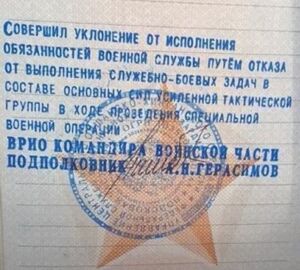 Совершил уклонение от исполнения
обязанностей военной службы путём отказа
от выполнения служебно-боевых задач в
составе основных сил усиленной тактической
группы в ходе проведения специальной
военной операции
ВРИО КОМАНДИРА ВОИНСКОЙ ЧАСТИ
ПОДПОЛКОВНИК А.Н.ГЕРАСИМОВ